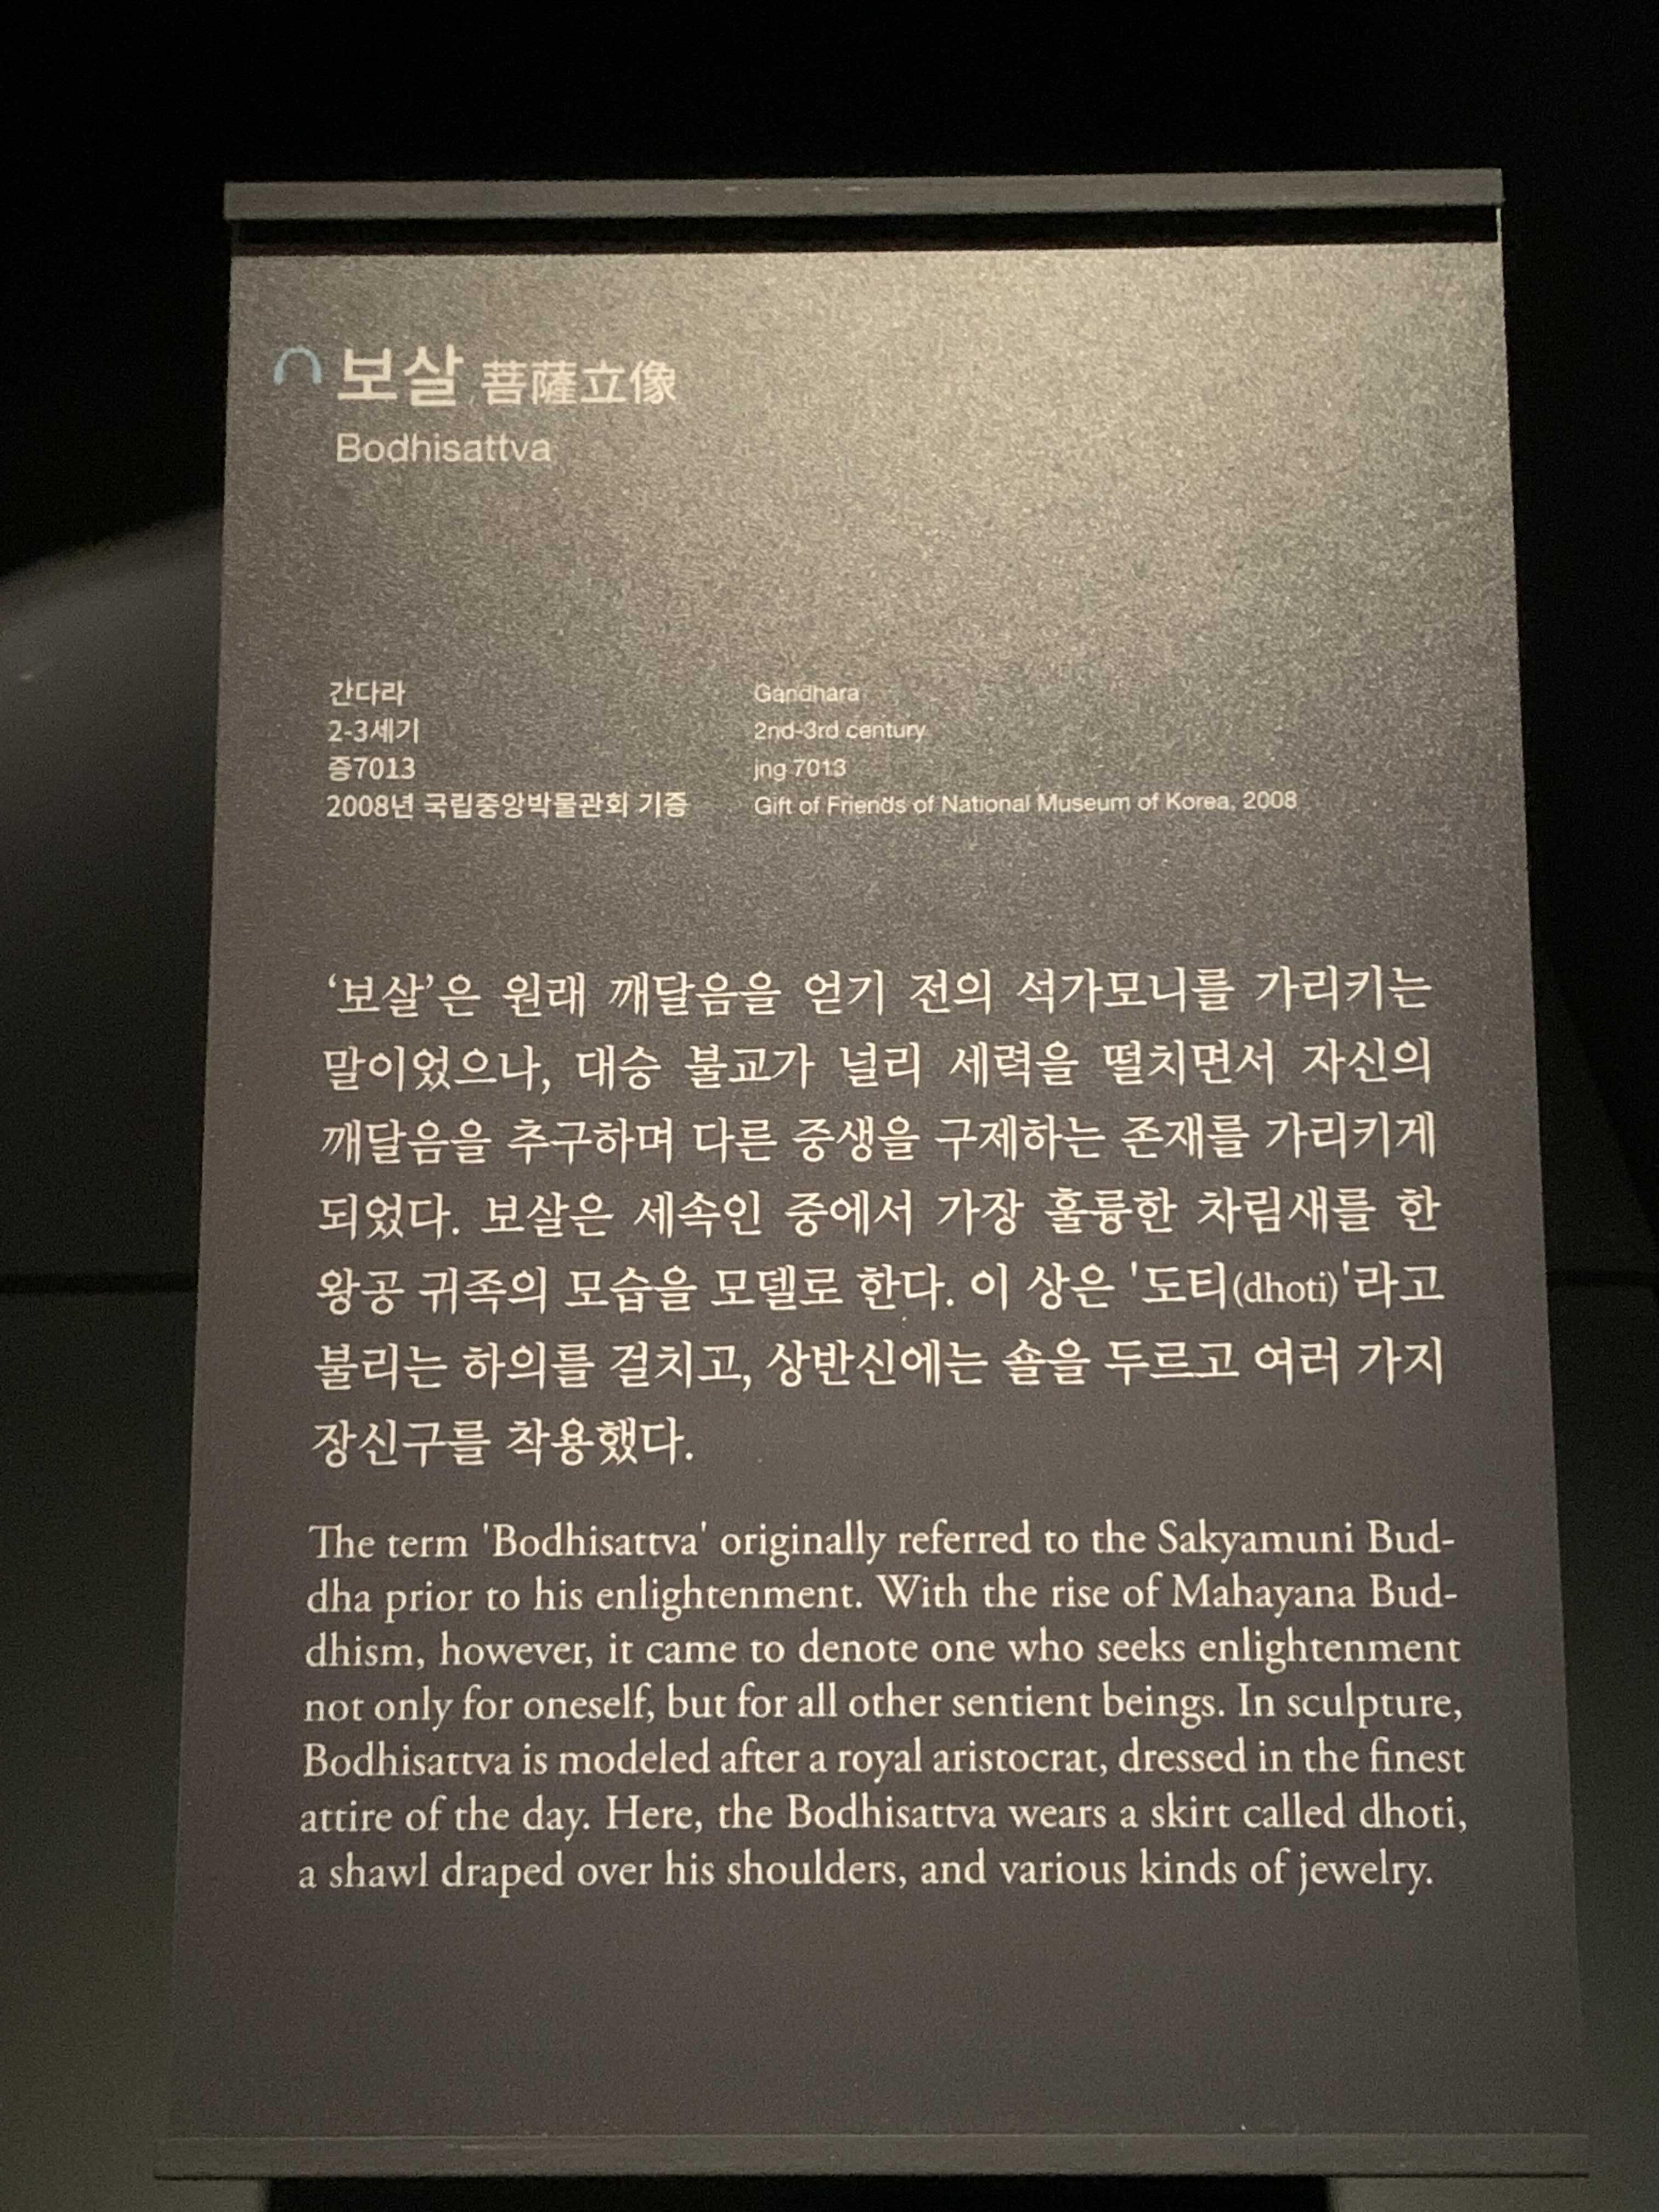 보살 菩薩立像
Bodhisattva
간다라
2-3세기
증7013
2008년 국립중앙박물관회 기증
Gandhara
2nd-3rd century
jng 7013
Gift of Friends of National Museum of Korea, 2008
‘보살’은 원래 깨달음을 얻기 전의 석가모니를 가리키는
말이었으나, 대승 불교가 널리 세력을 떨치면서 자신의
깨달음을 추구하며 다른 중생을 구제하는 존재를 가리키게
되었다. 보살은 세속인 중에서 가장 훌륭한 차림새를 한
왕공 귀족의 모습을 모델로 한다. 이 상은 '도티(dhoti)'라고
불리는 하의를 걸치고, 상반신에는 숄을 두르고 여러 가지
장신구를 착용했다.
The term 'Bodhisattva' originally referred to the Sakyamuni Bud-
dha prior to his enlightenment. With the rise of Mahayana Bud-
dhism, however, it came to denote one who seeks enlightenment
not only for oneself, but for all other sentient beings. In sculpture,
Bodhisattva is modeled after a royal aristocrat, dressed in the finest
attire of the day. Here, the Bodhisattva wears a skirt called dhoti,
a shawl draped over his shoulders, and various kinds of jewelry.